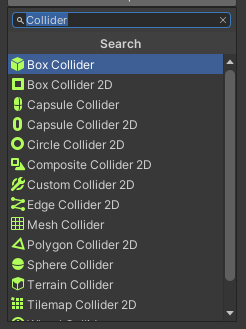 Collider
Search
Box Collider
Box Collider 2D
Capsule Collider
Capsule Collider 2D
Circle Collider 2D
Composite Collider 2D
Custom Collider 2D
Edge Collider 2D
Mesh Collider
Polygon Collider 2D
Sphere Collider
Terrain Collider
Tilemap Collider 2D